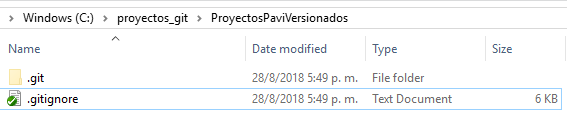 Windows (C:) › proyectos_git › ProyectosPaviVersionados
Name Date modified Type Size
.git 28/8/2018 5:49 p. m. File folder
.gitignore 28/8/2018 5:49 p. m. Text Document 6 KB